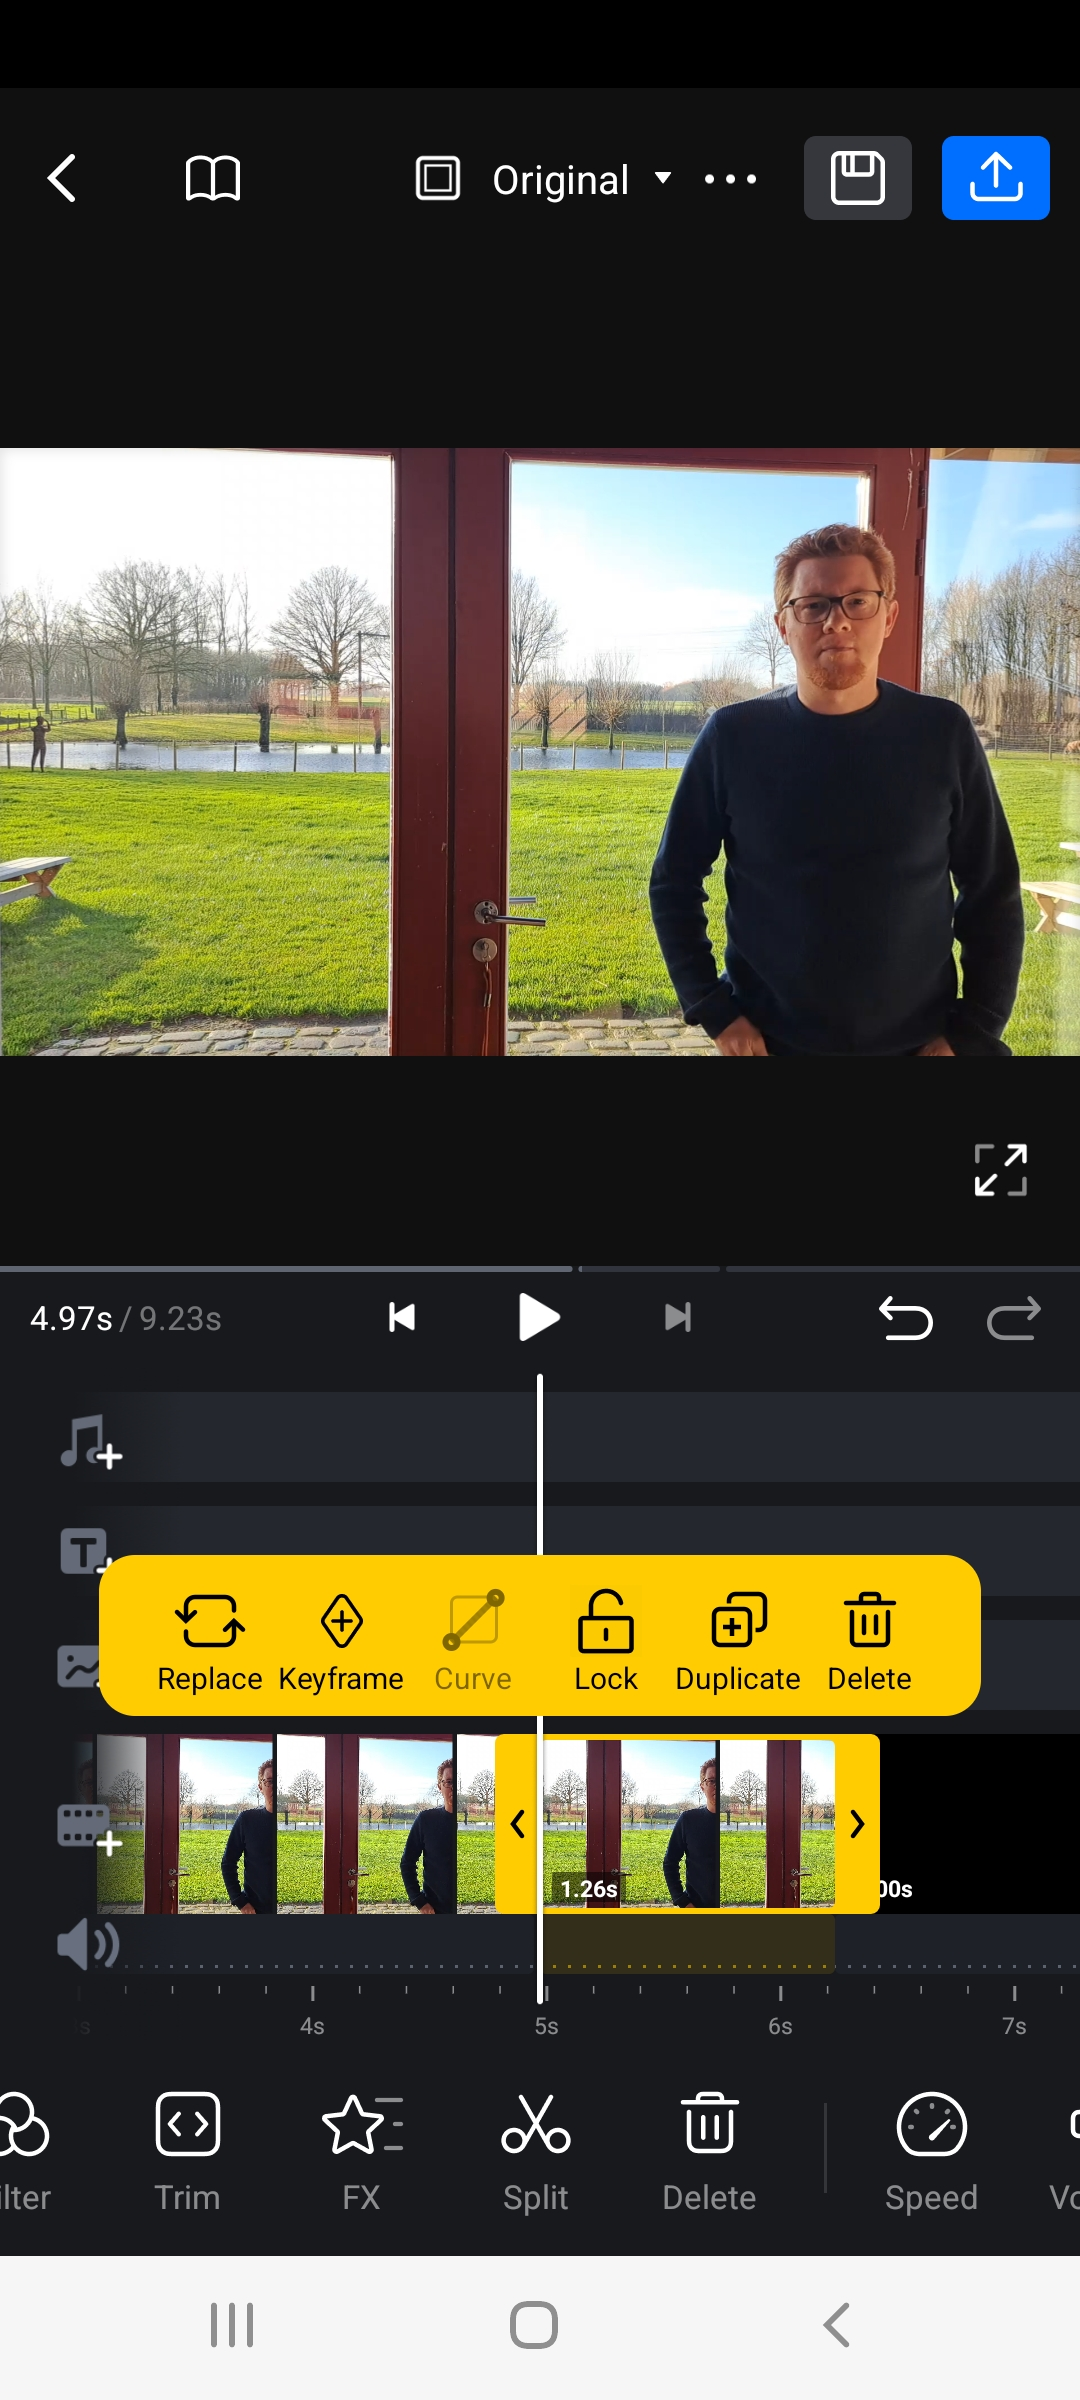 Original
4.97s / 9.23s
T
Replace Keyframe Curve Lock Duplicate Delete
1.26s
00s
4s 5s 6s 7s
Trim FX Split Delete Speed